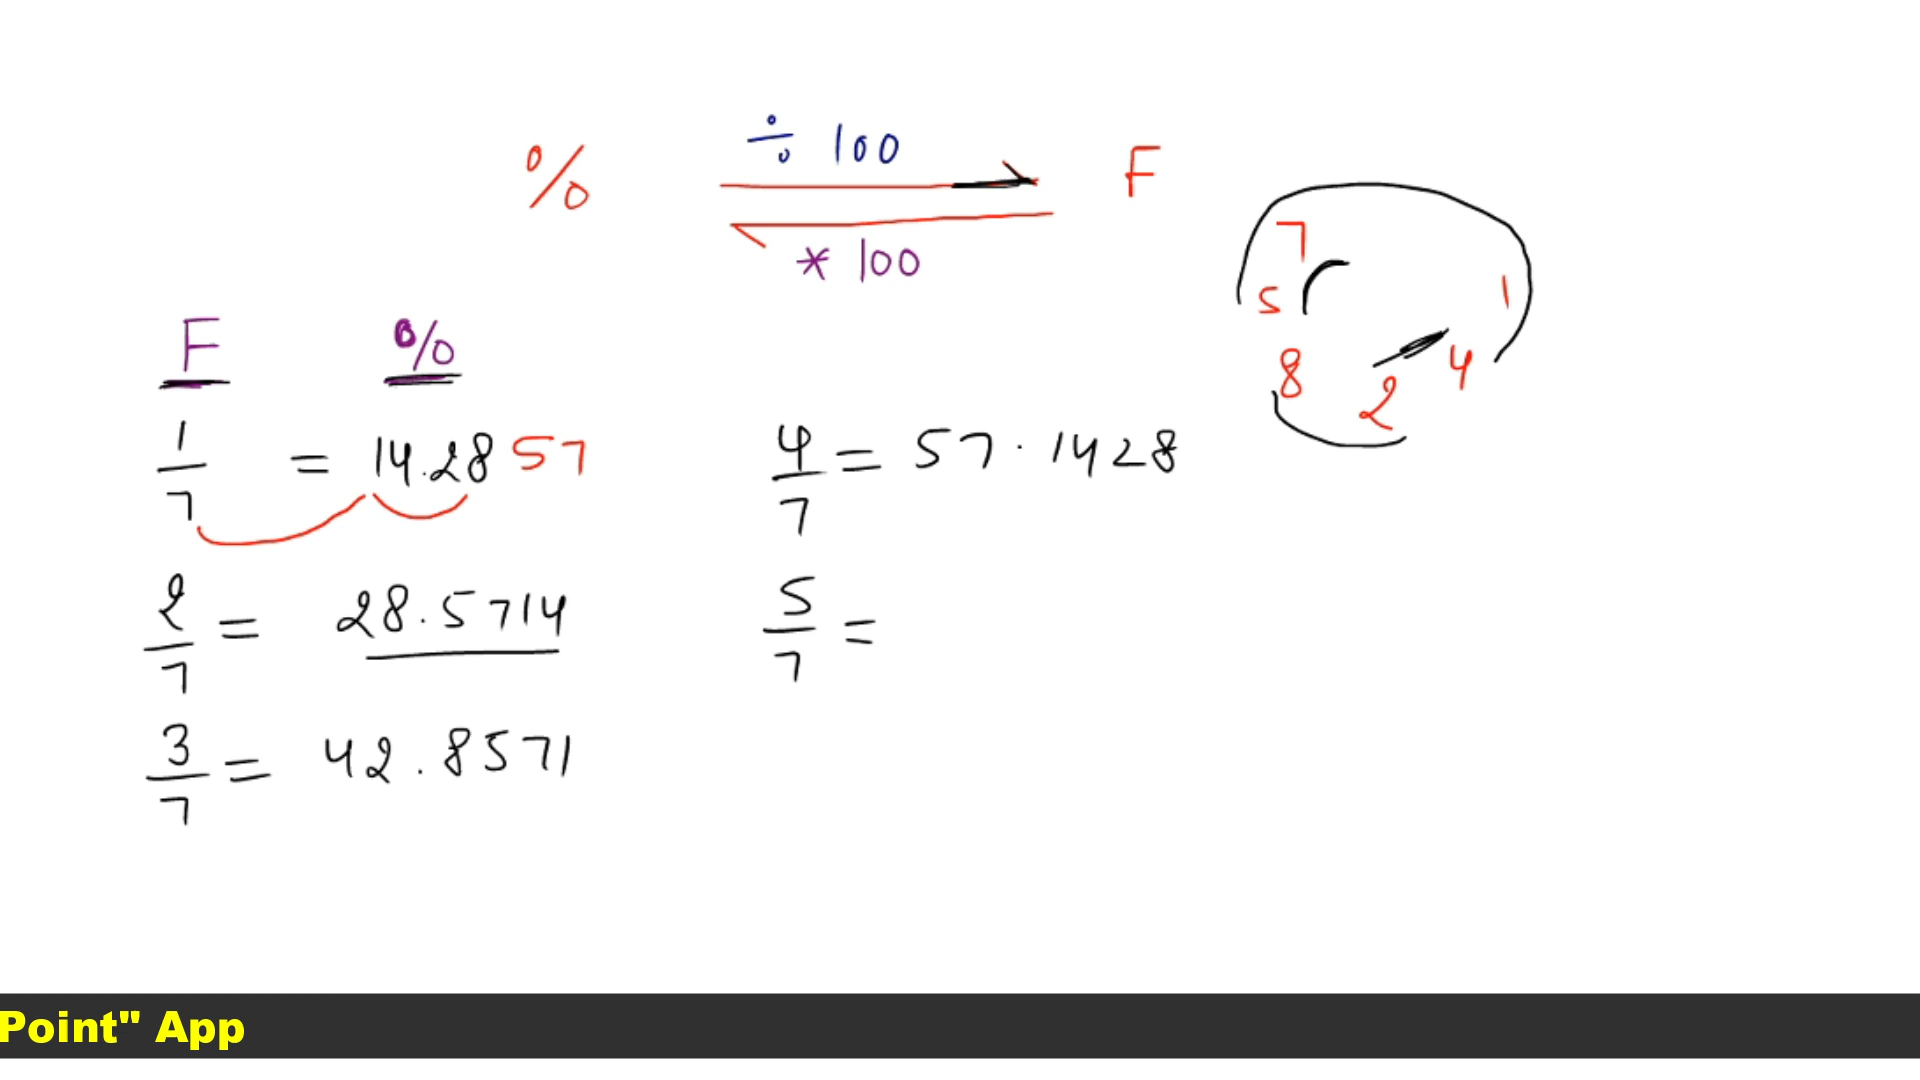 % ÷ 100 F
* 100
7
5 1
8 4
2
F %
1/7 = 14.2857
4/7 = 57.1428
2/7 = 28.5714
5/7 =
3/7 = 42.8571
Point" App